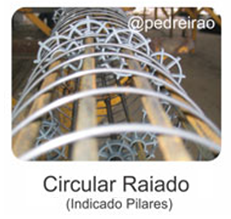 @pedreirao
Circular Raiado
(Indicado Pilares)